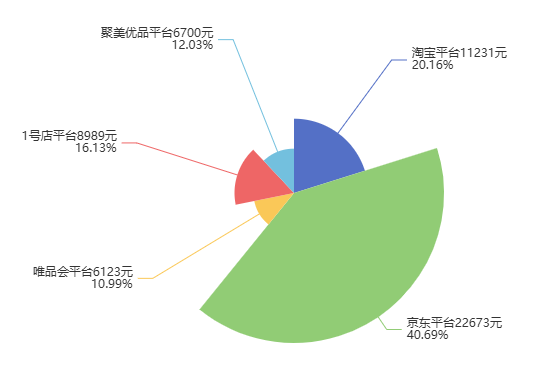 聚美优品平台6700元
12.03%
淘宝平台11231元
20.16%
1号店平台8989元
16.13%
唯品会平台6123元
10.99%
京东平台22673元
40.69%